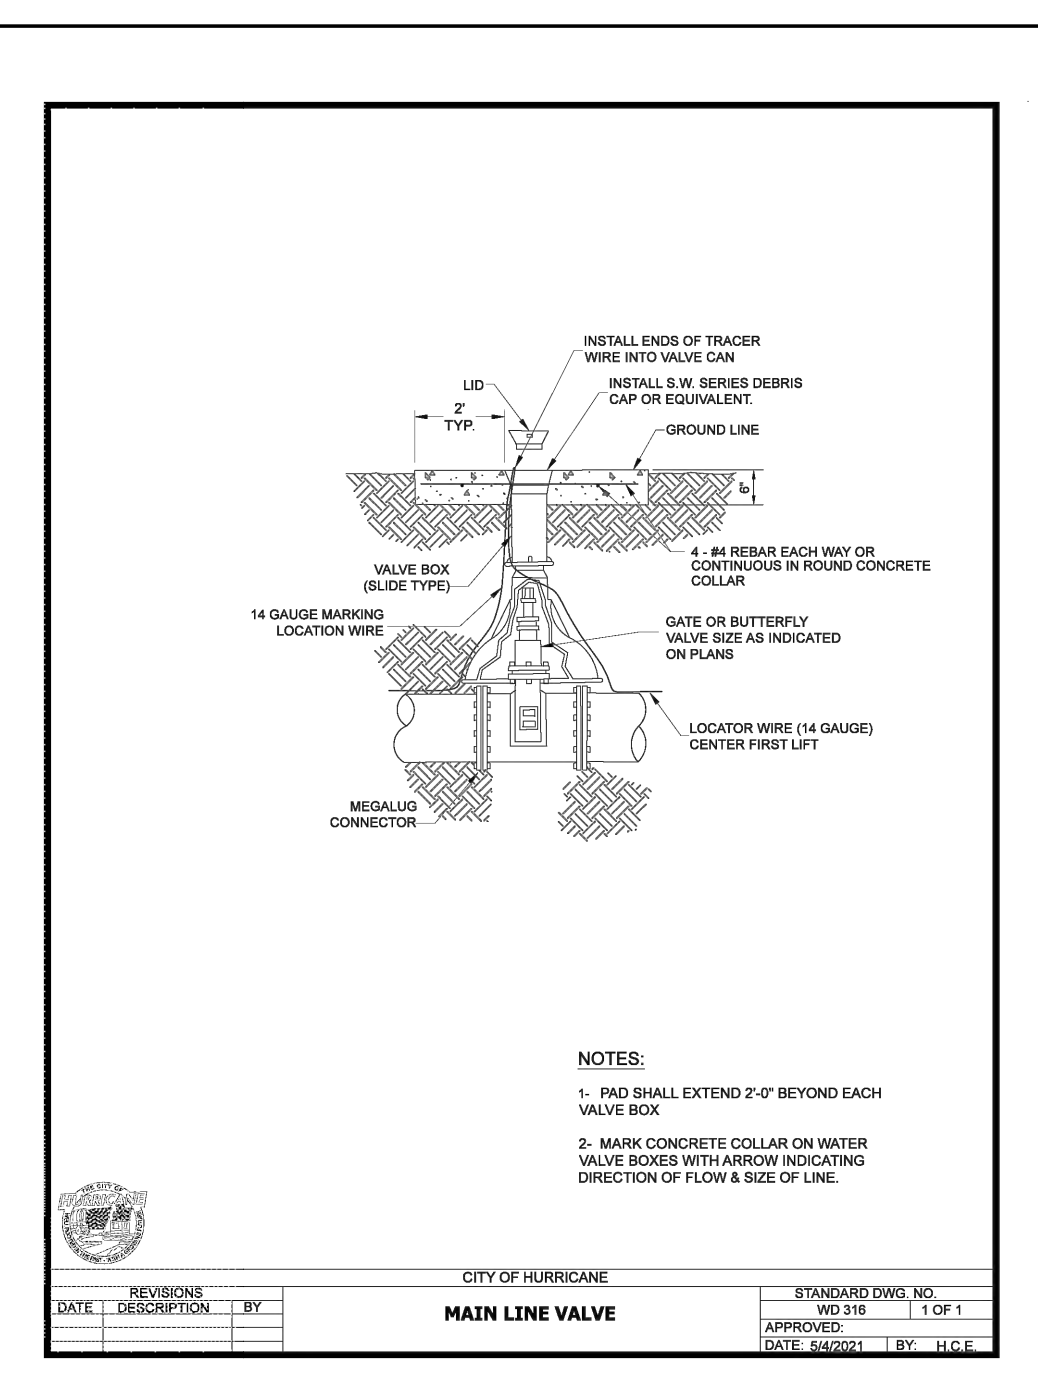 INSTALL ENDS OF TRACER
WIRE INTO VALVE CAN
LID
INSTALL S.W. SERIES DEBRIS
CAP OR EQUIVALENT.
2'
TYP.
GROUND LINE
6"
4 - #4 REBAR EACH WAY OR
CONTINUOUS IN ROUND CONCRETE
COLLAR
VALVE BOX
(SLIDE TYPE)
14 GAUGE MARKING
LOCATION WIRE
GATE OR BUTTERFLY
VALVE SIZE AS INDICATED
ON PLANS
LOCATOR WIRE (14 GAUGE)
CENTER FIRST LIFT
MEGALUG
CONNECTOR
NOTES:
1- PAD SHALL EXTEND 2'-0" BEYOND EACH
VALVE BOX
2- MARK CONCRETE COLLAR ON WATER
VALVE BOXES WITH ARROW INDICATING
DIRECTION OF FLOW & SIZE OF LINE.
THE CITY OF
HURRICANE
CITY OF HURRICANE
REVISIONS
DATE DESCRIPTION BY
MAIN LINE VALVE
STANDARD DWG. NO.
WD 316 1 OF 1
APPROVED:
DATE: 5/4/2021 BY: H.C.E.